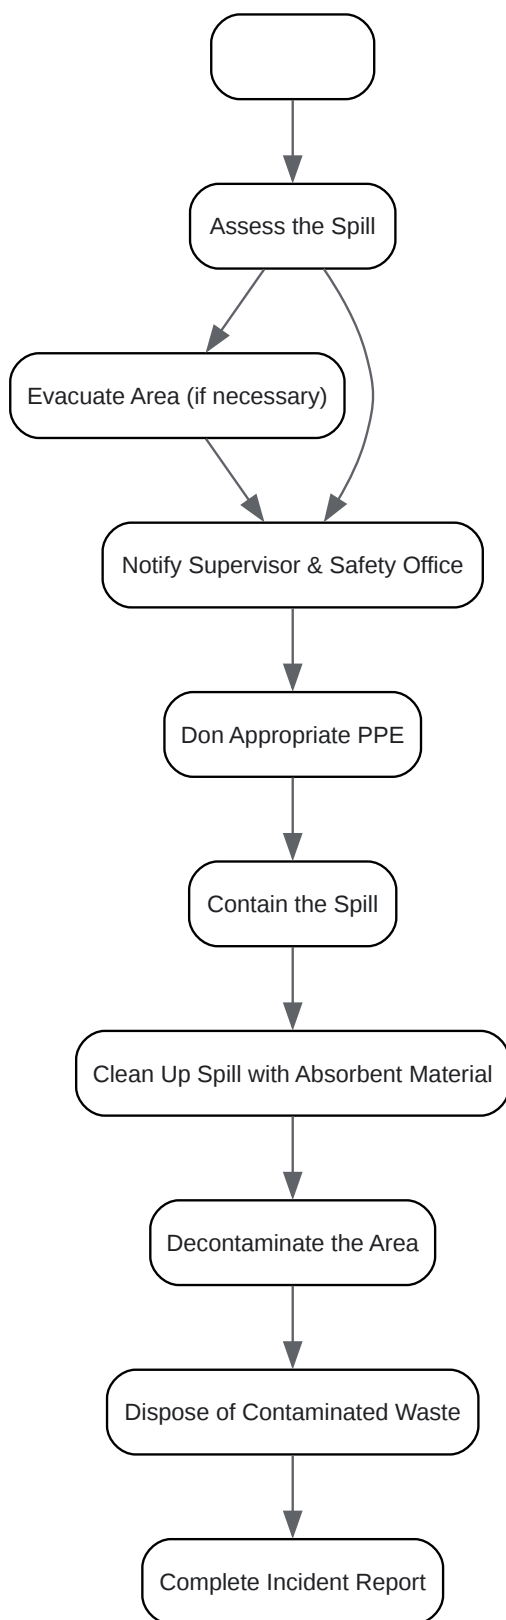 Assess the Spill
Evacuate Area (if necessary)
Notify Supervisor & Safety Office
Don Appropriate PPE
Contain the Spill
Clean Up Spill with Absorbent Material
Decontaminate the Area
Dispose of Contaminated Waste
Complete Incident Report